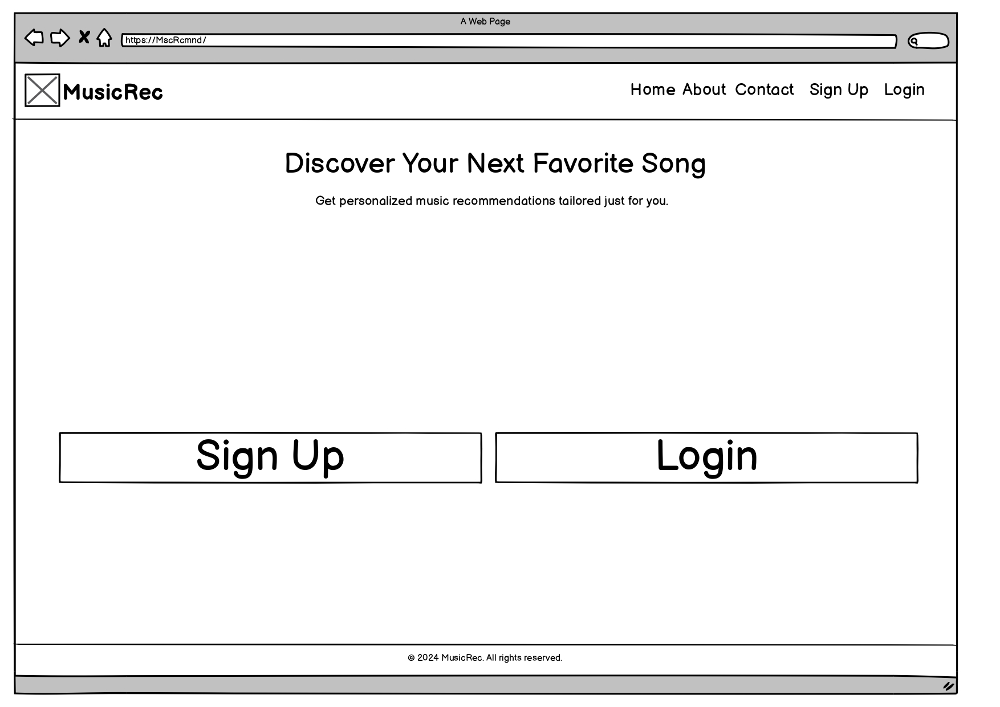 A Web Page
https://MscRcmnd/
MusicRec
Home About Contact Sign Up Login
Discover Your Next Favorite Song
Get personalized music recommendations tailored just for you.
Sign Up
Login
© 2024 MusicRec. All rights reserved.